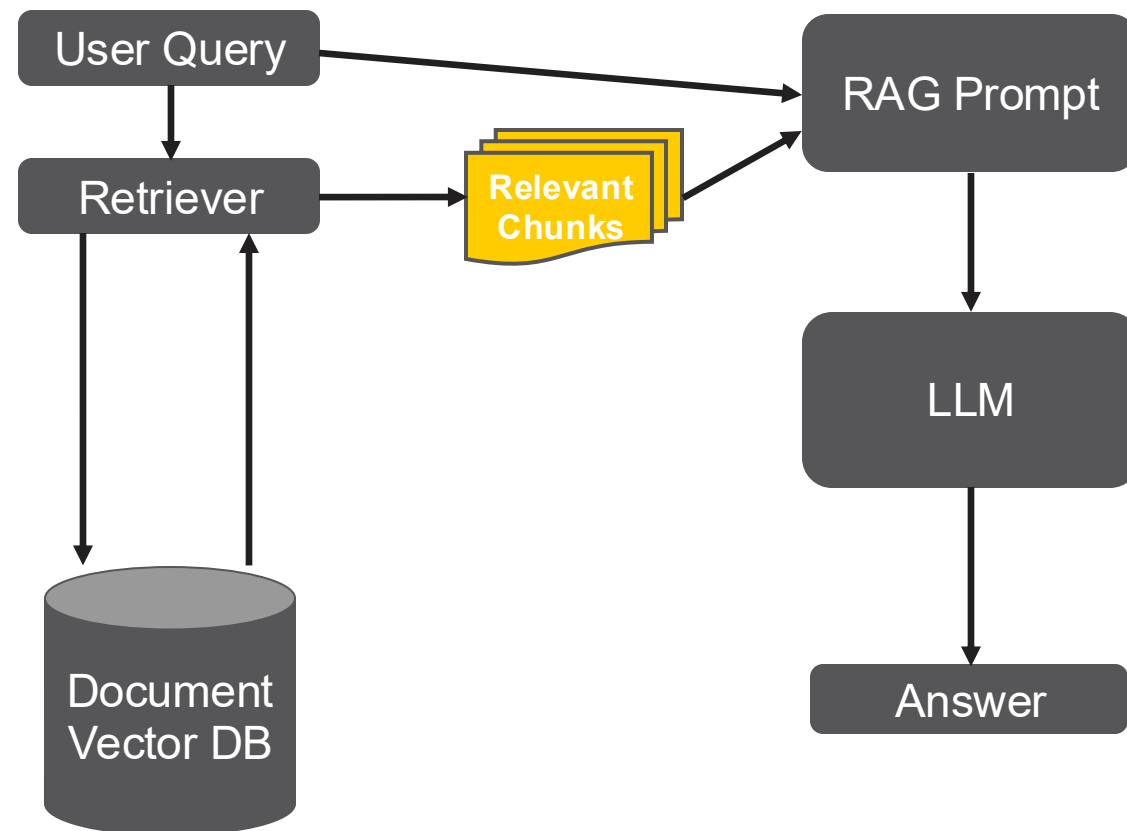 User Query
RAG Prompt
Retriever
Relevant
Chunks
LLM
Document
Vector DB
Answer